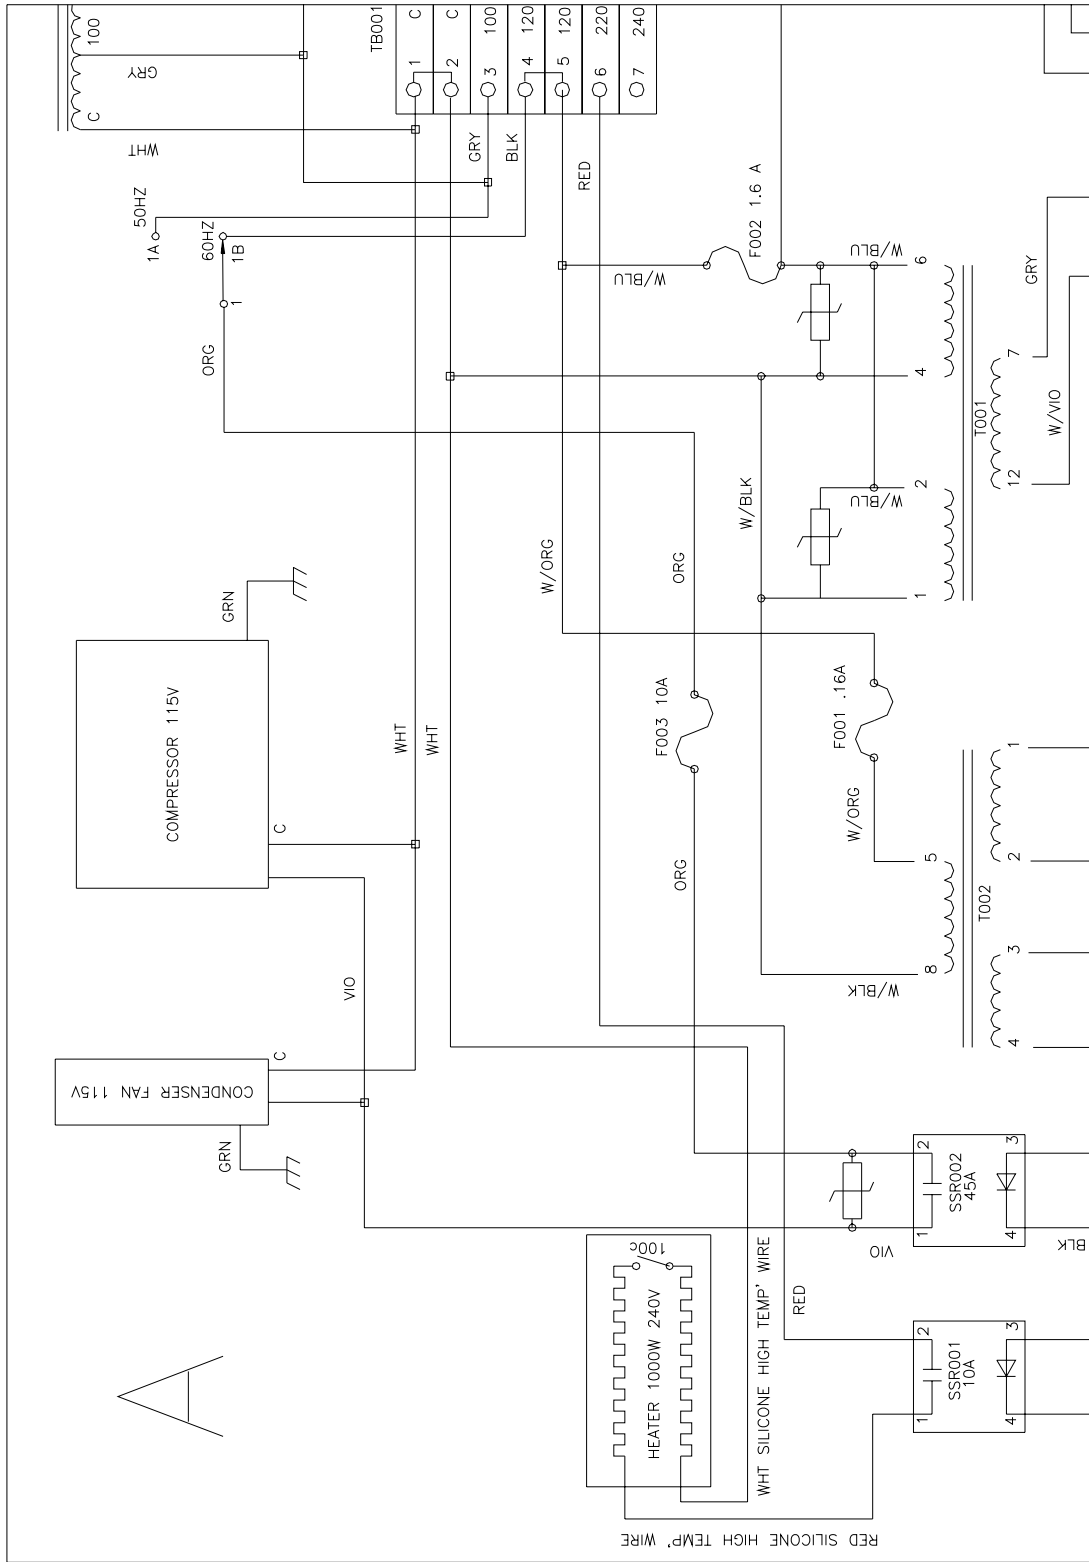 100
GRY
C
WHT
TB001
1 C
2 C
3 100
4 120
5 120
6 220
7 240
GRY
BLK
RED
50HZ
1A
60HZ
1B
1
ORG
F002 1.6 A
W/BLU
W/BLU
6
4
GRY
7
T001
12
W/VIO
2
W/BLU
1
W/BLK
W/ORG
ORG
GRN
COMPRESSOR 115V
C
WHT
WHT
F003 10A
F001 .16A
W/ORG
ORG
5
8
W/BLK
1
2
T002
3
4
VIO
CONDENSER FAN 115V
C
GRN
2
1
SSR002
45A
3
4
VIO
BLK
100c
HEATER 1000W 240V
WHT SILICONE HIGH TEMP' WIRE
RED
2
1
SSR001
10A
3
4
RED SILICONE HIGH TEMP' WIRE
A